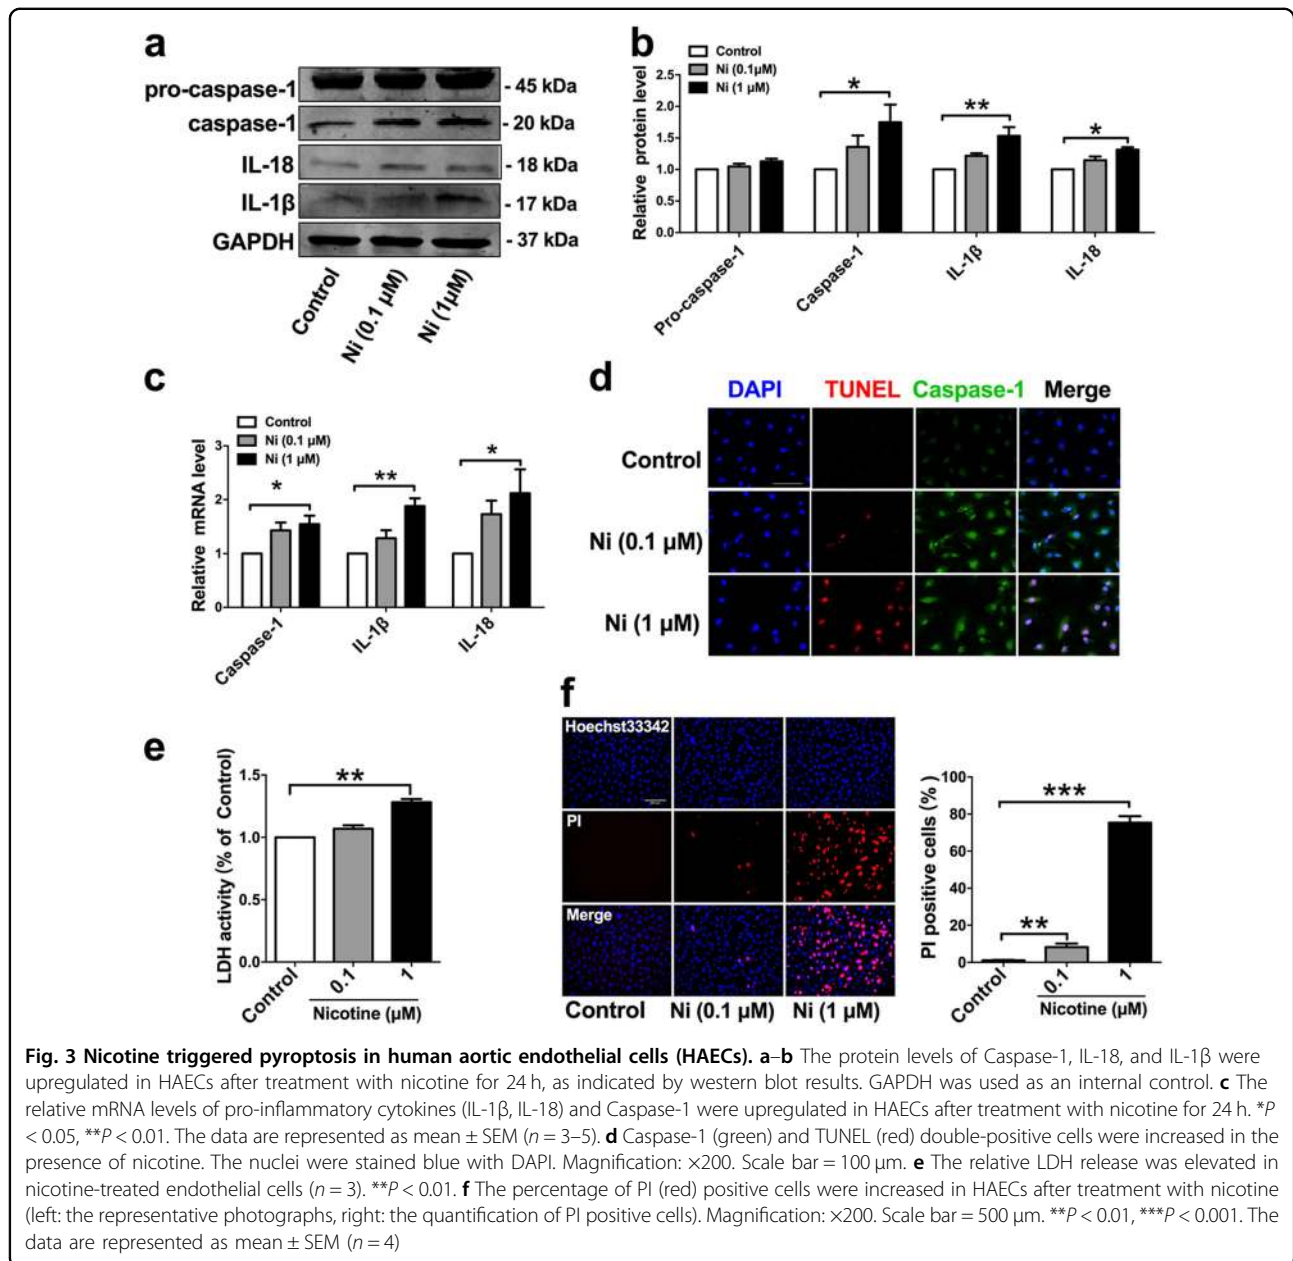 a
pro-caspase-1
- 45 kDa
caspase-1
- 20 kDa
IL-18
- 18 kDa
IL-1β
- 17 kDa
GAPDH
- 37 kDa
Control
Ni (0.1 µM)
Ni (1µM)
b
Control
Ni (0.1µM)
Ni (1 µM)
Relative protein level
2.5
2.0
1.5
1.0
0.5
0.0
*
**
*
Pro-caspase-1
Caspase-1
IL-1β
IL-18
c
Control
Ni (0.1 µM)
Ni (1 µM)
Relative mRNA level
3
2
1
0
*
**
*
Caspase-1
IL-1β
IL-18
d
DAPI TUNEL Caspase-1 Merge
Control
Ni (0.1 µM)
Ni (1 µM)
e
LDH activity (% of Control)
1.5
1.0
0.5
0.0
**
Control
0.1
1
Nicotine (µM)
f
Hoechst33342
PI
Merge
Control Ni (0.1 µM) Ni (1 µM)
PI positive cells (%)
100
80
60
40
20
0
***
**
Control
0.1
1
Nicotine (µM)
Fig. 3 Nicotine triggered pyroptosis in human aortic endothelial cells (HAECs). a–b The protein levels of Caspase-1, IL-18, and IL-1β were
upregulated in HAECs after treatment with nicotine for 24 h, as indicated by western blot results. GAPDH was used as an internal control. c The
relative mRNA levels of pro-inflammatory cytokines (IL-1β, IL-18) and Caspase-1 were upregulated in HAECs after treatment with nicotine for 24 h. *P
< 0.05, **P < 0.01. The data are represented as mean ± SEM (n = 3–5). d Caspase-1 (green) and TUNEL (red) double-positive cells were increased in the
presence of nicotine. The nuclei were stained blue with DAPI. Magnification: ×200. Scale bar = 100 µm. e The relative LDH release was elevated in
nicotine-treated endothelial cells (n = 3). **P < 0.01. f The percentage of PI (red) positive cells were increased in HAECs after treatment with nicotine
(left: the representative photographs, right: the quantification of PI positive cells). Magnification: ×200. Scale bar = 500 µm. **P < 0.01, ***P < 0.001. The
data are represented as mean ± SEM (n = 4)